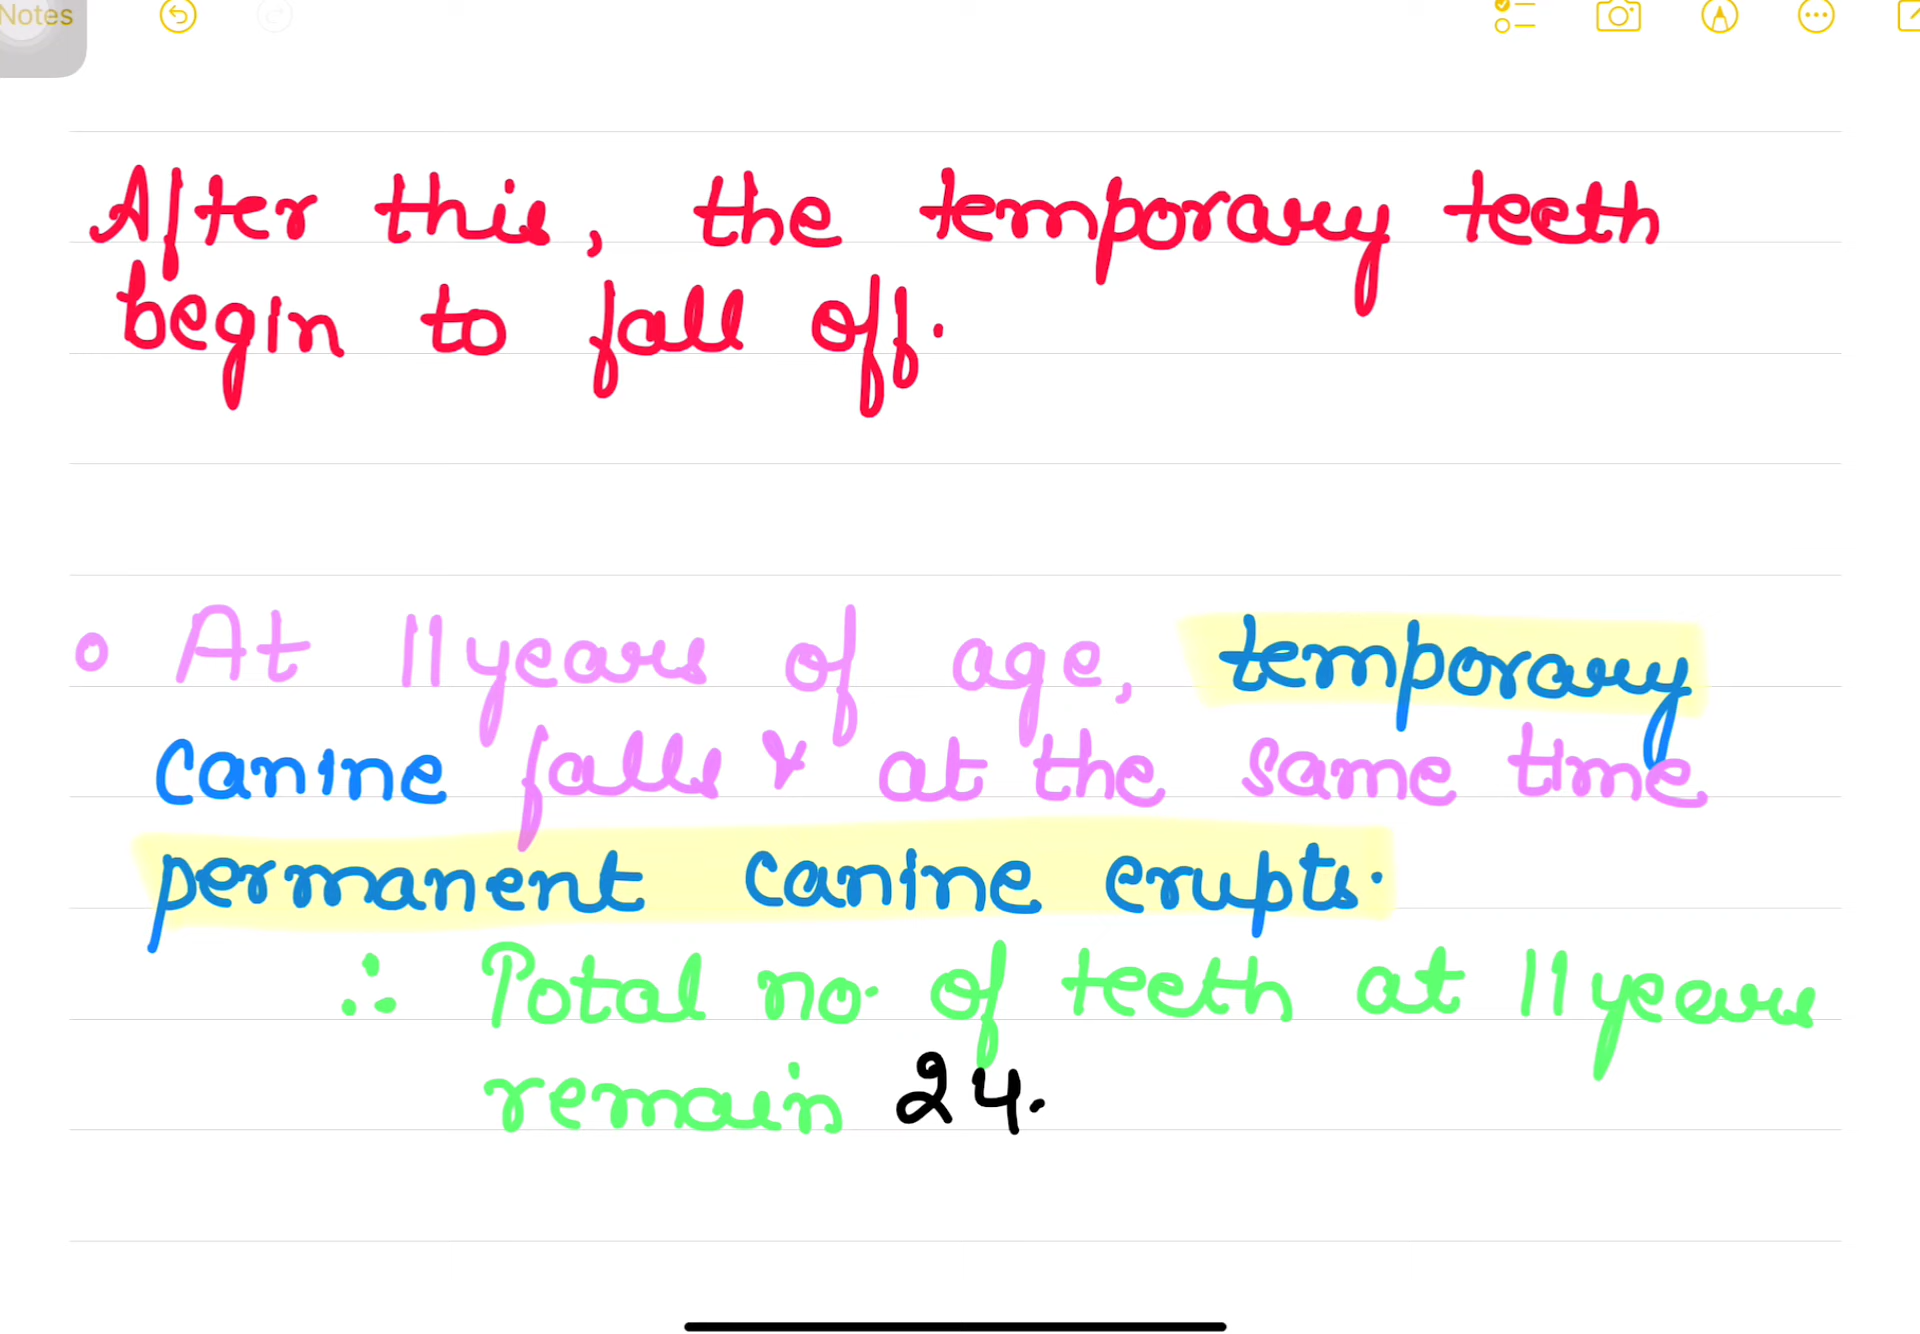 Notes
After this, the temporary teeth
begin to fall off.
At 11 years of age, temporary
canine falls & at the same time
permanent canine erupts.
∴ Total no. of teeth at 11 years
remain 24.